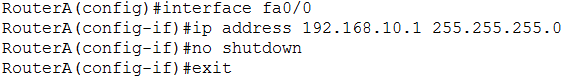 RouterA(config)#interface fa0/0
RouterA(config-if)#ip address 192.168.10.1 255.255.255.0
RouterA(config-if)#no shutdown
RouterA(config-if)#exit